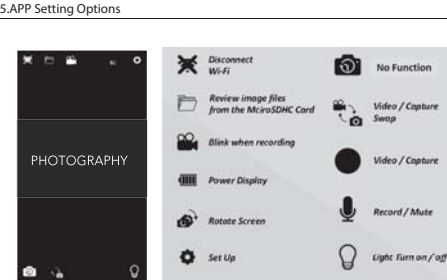 5.APP Setting Options
PHOTOGRAPHY
Disconnect
Wi-Fi
Review image files
from the MciroSDHC Card
Blink when recording
Power Display
Rotate Screen
Set Up
No Function
Video / Capture
Swap
Video / Capture
Record / Mute
Light Turn on / off